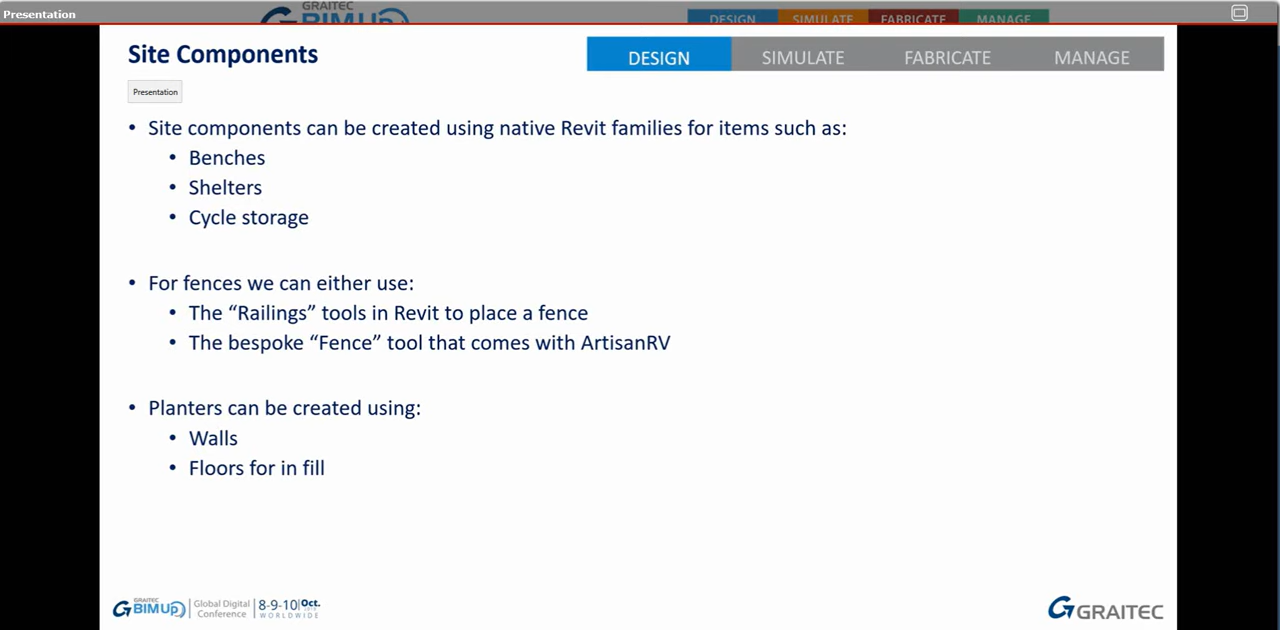 Presentation
GRAITEC
BIMUp
DESIGN SIMULATE FABRICATE MANAGE
Site Components
DESIGN SIMULATE FABRICATE MANAGE
Presentation
• Site components can be created using native Revit families for items such as:
• Benches
• Shelters
• Cycle storage
• For fences we can either use:
• The “Railings” tools in Revit to place a fence
• The bespoke “Fence” tool that comes with ArtisanRV
• Planters can be created using:
• Walls
• Floors for in fill
GRAITEC
BIMUp
Global Digital
Conference
8-9-10 Oct.
WORLDWIDE
GRAITEC